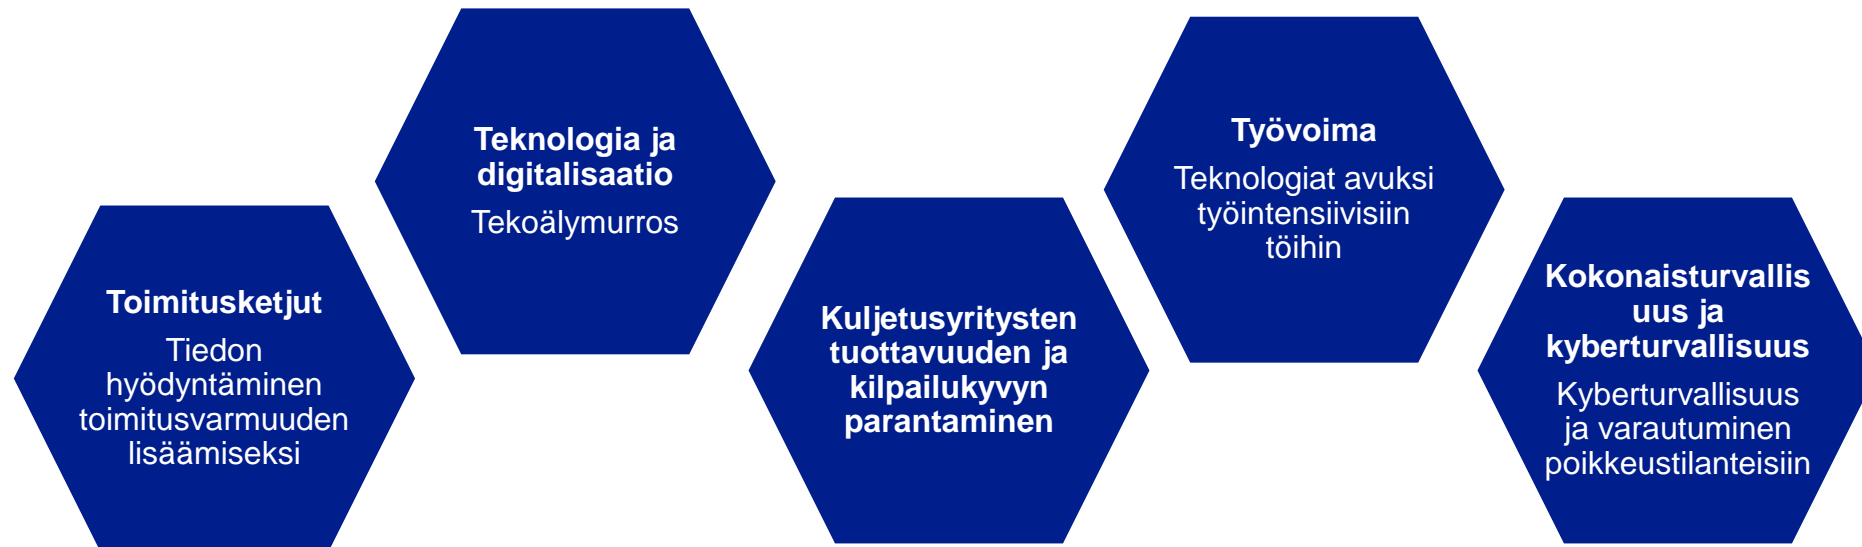 Toimitusketjut
Tiedon
hyödyntäminen
toimitusvarmuuden
lisäämiseksi
Teknologia ja
digitalisaatio
Tekoälymurros
Kuljetusyritysten
tuottavuuden ja
kilpailukyvyn
parantaminen
Työvoima
Teknologiat avuksi
työintensiivisiin
töihin
Kokonaisturvallis
uus ja
kyberturvallisuus
Kyberturvallisuus
ja varautuminen
poikkeustilanteisiin